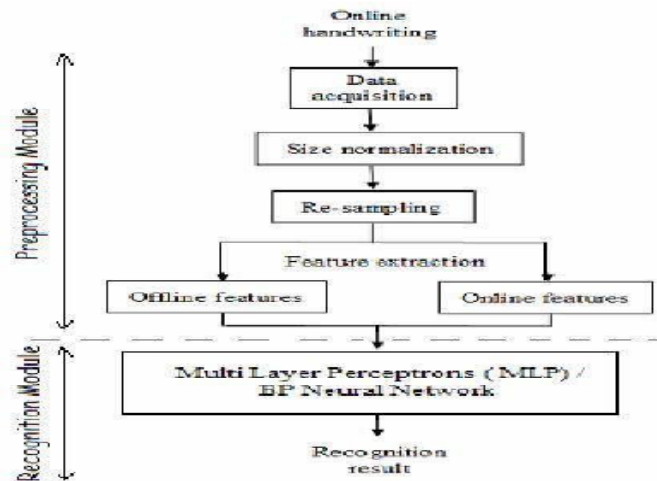 Online
handwriting
Data
acquisition
Size normalization
Re-sampling
Feature extraction
Offline features
Online features
Preprocessing Module
Multi Layer Perceptrons ( MLP) /
BP Neural Network
Recognition
result
Recognition Module